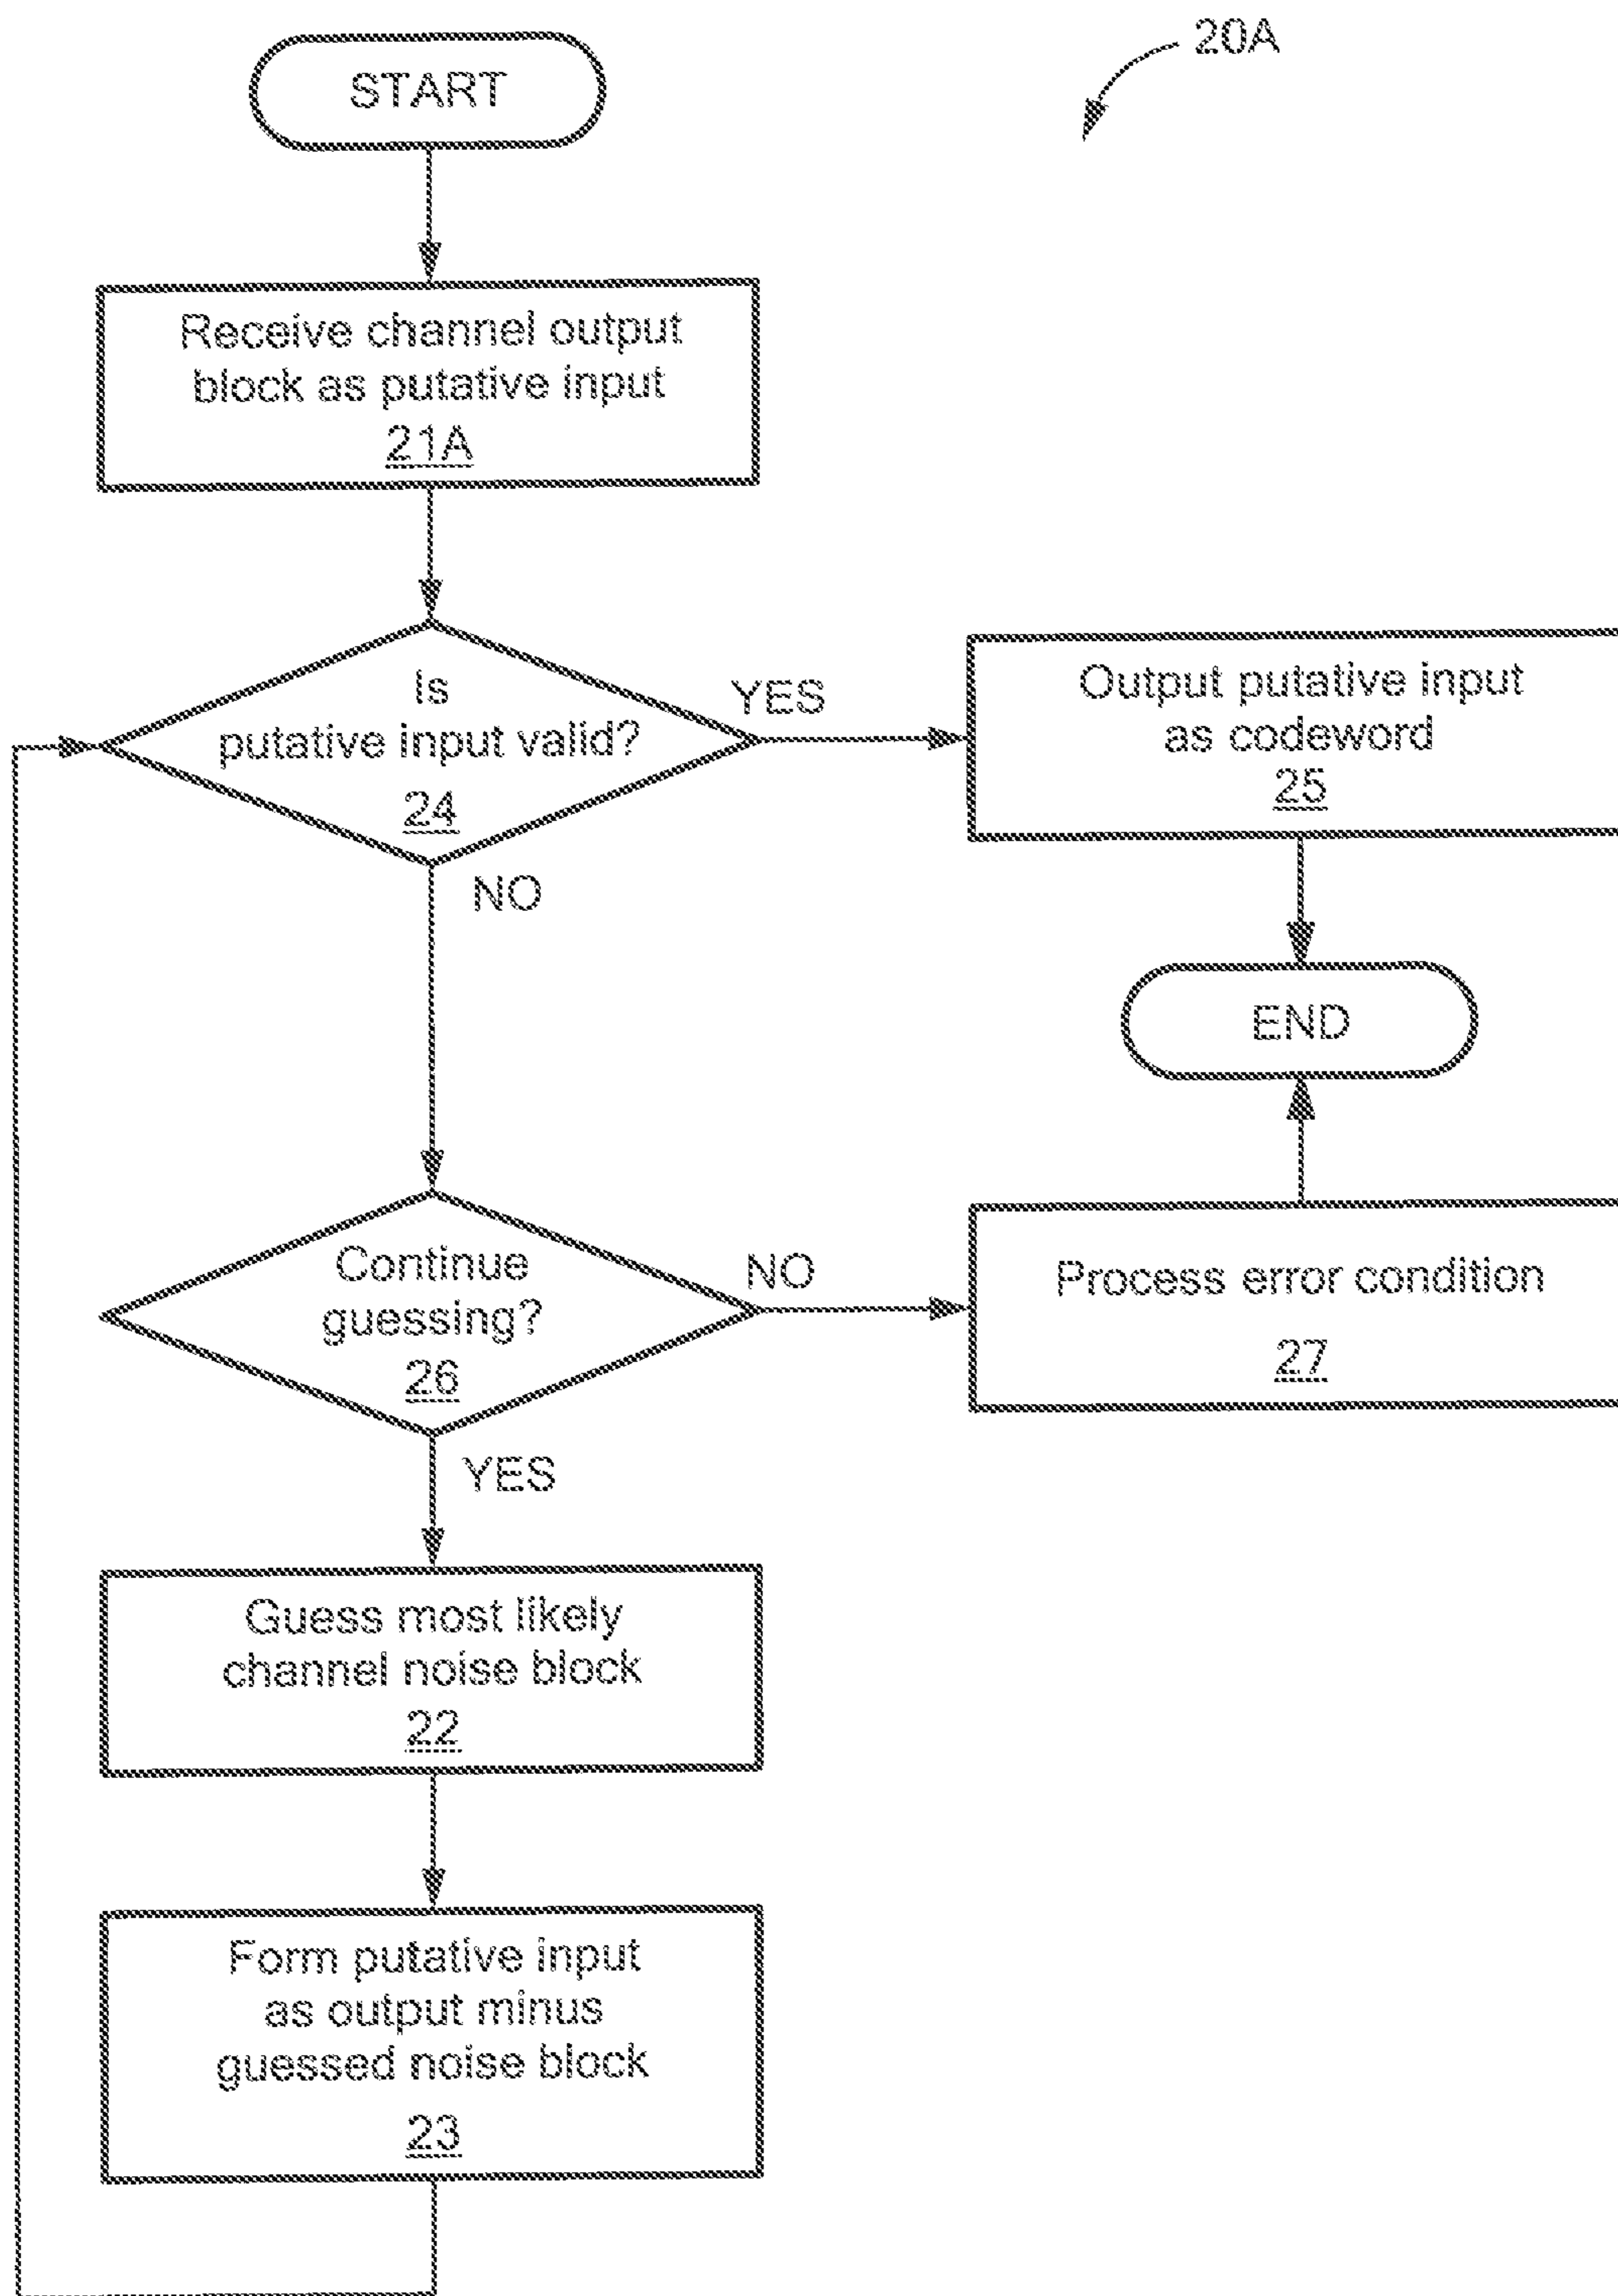 20A
START
Receive channel output
block as putative input
21A
Is
putative input valid?
24
YES
NO
Output putative input
as codeword
25
END
Continue
guessing?
26
NO
YES
Process error condition
27
Guess most likely
channel noise block
22
Form putative input
as output minus
guessed noise block
23